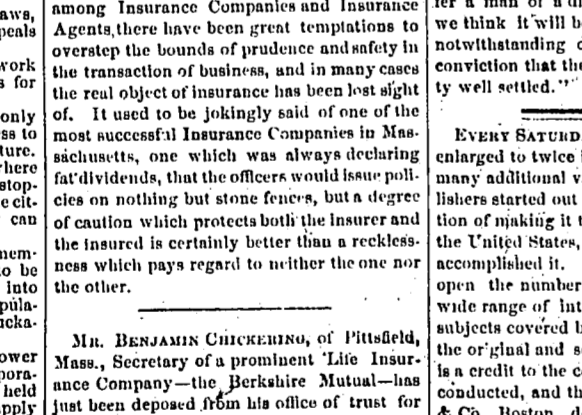 aws,
peals
work
s for
only
ss to
ture.
here
stop-
e cit-
can
mem-
o be
into
pula-
icka-
ower
pora-
held
pply
among Insurance Companies and Insurance
Agents, there have been great temptations to
overstep the bounds of prudence and safety in
the transaction of business, and in many cases
the real object of insurance has been lost sight
of. It used to be jokingly said of one of the
most successful Insurance Companies in Mas-
sachusetts, one which was always declaring
fat dividends, that the officers would issue poli-
cies on nothing but stone fences, but a degree
of caution which protects both the insurer and
the insured is certainly better than a reckless-
ness which pays regard to neither the one nor
the other.
MR. BENJAMIN CHICKERING, of Pittsfield,
Mass., Secretary of a prominent Life Insur-
ance Company—the Berkshire Mutual—has
just been deposed from his office of trust for
we think it will b
notwithstanding
conviction that the
ty well settled."
EVERY SATURD
enlarged to twice
many additional v
lishers started out
tion of making it t
the United States,
accomplished it.
open the number
wide range of int
subjects covered b
the original and s
is a credit to the c
conducted, and th
& Co. Boston